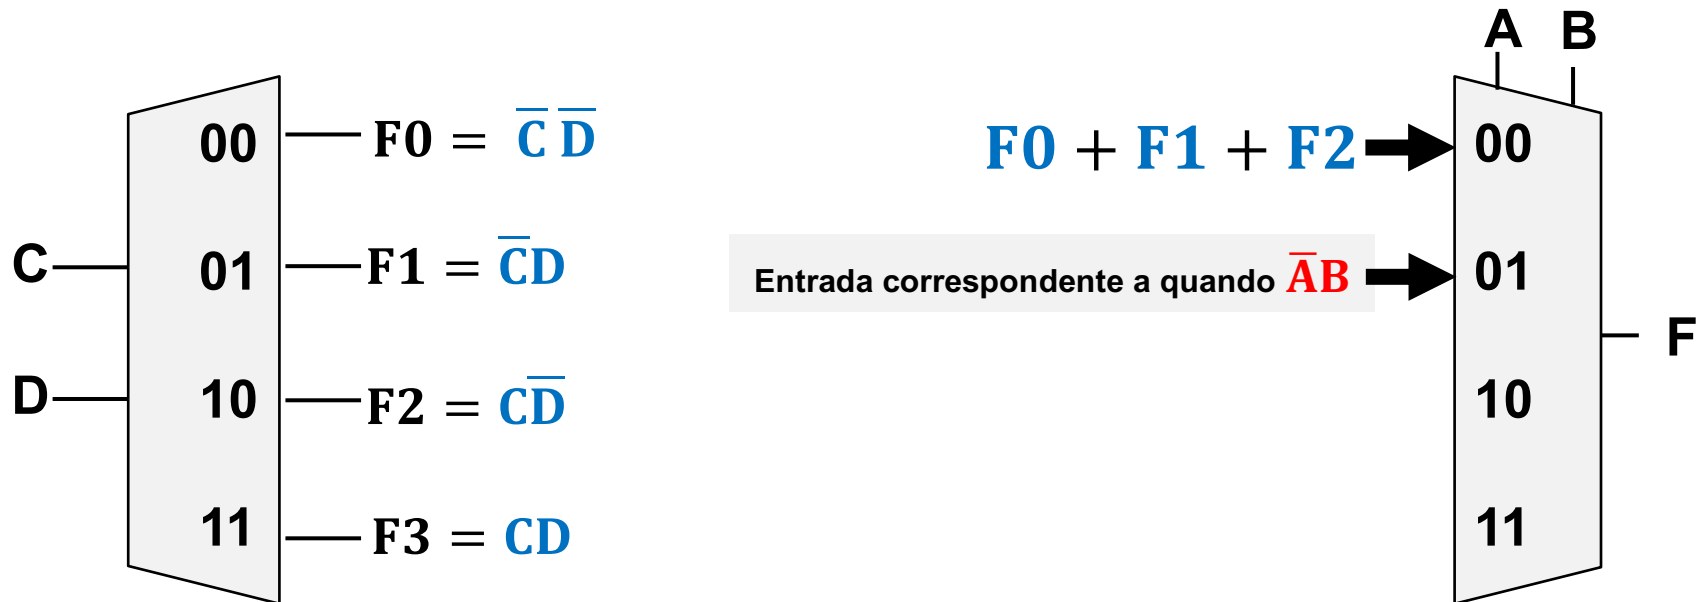 A B
00 F0 = C̅ D̅
F0 + F1 + F2 00
C 01 F1 = C̅D
Entrada correspondente a quando A̅B 01
F
D 10 F2 = CD̅
10
11 F3 = CD
11